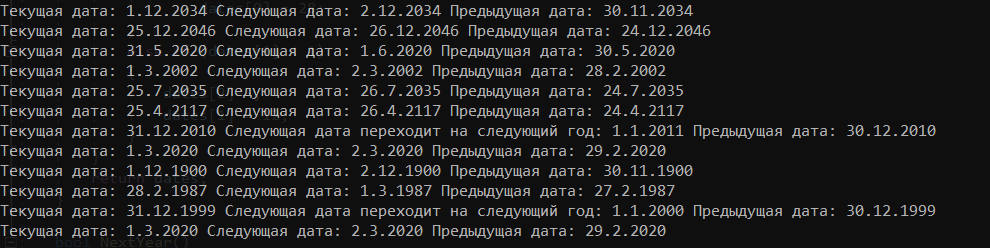 Текущая дата: 1.12.2034 Следующая дата: 2.12.2034 Предыдущая дата: 30.11.2034
Текущая дата: 25.12.2046 Следующая дата: 26.12.2046 Предыдущая дата: 24.12.2046
Текущая дата: 31.5.2020 Следующая дата: 1.6.2020 Предыдущая дата: 30.5.2020
Текущая дата: 1.3.2002 Следующая дата: 2.3.2002 Предыдущая дата: 28.2.2002
Текущая дата: 25.7.2035 Следующая дата: 26.7.2035 Предыдущая дата: 24.7.2035
Текущая дата: 25.4.2117 Следующая дата: 26.4.2117 Предыдущая дата: 24.4.2117
Текущая дата: 31.12.2010 Следующая дата переходит на следующий год: 1.1.2011 Предыдущая дата: 30.12.2010
Текущая дата: 1.3.2020 Следующая дата: 2.3.2020 Предыдущая дата: 29.2.2020
Текущая дата: 1.12.1900 Следующая дата: 2.12.1900 Предыдущая дата: 30.11.1900
Текущая дата: 28.2.1987 Следующая дата: 1.3.1987 Предыдущая дата: 27.2.1987
Текущая дата: 31.12.1999 Следующая дата переходит на следующий год: 1.1.2000 Предыдущая дата: 30.12.1999
Текущая дата: 1.3.2020 Следующая дата: 2.3.2020 Предыдущая дата: 29.2.2020
bool NextYear()